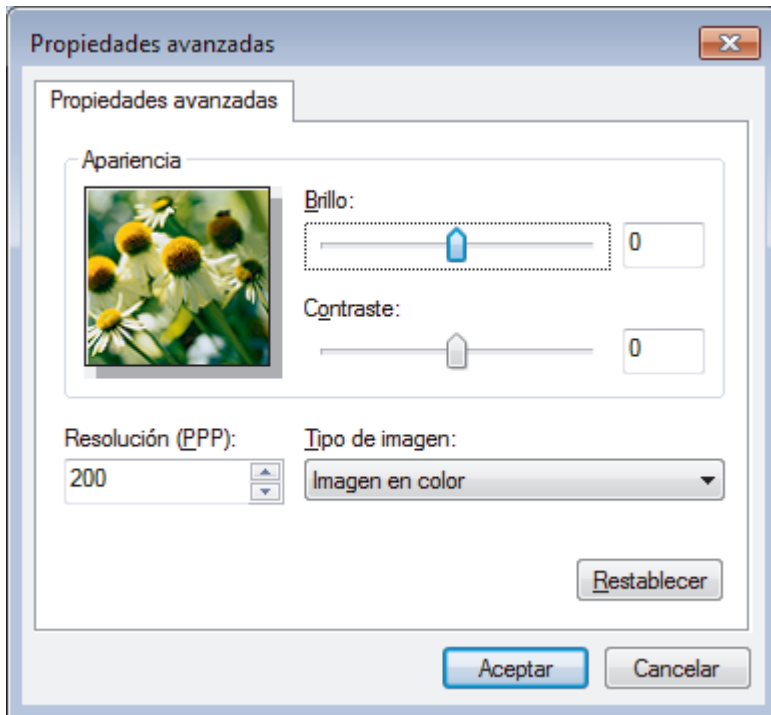 Propiedades avanzadas
Propiedades avanzadas
Apariencia
Brillo:
0
Contraste:
0
Resolución (PPP):
200
Tipo de imagen:
Imagen en color
Restablecer
Aceptar
Cancelar